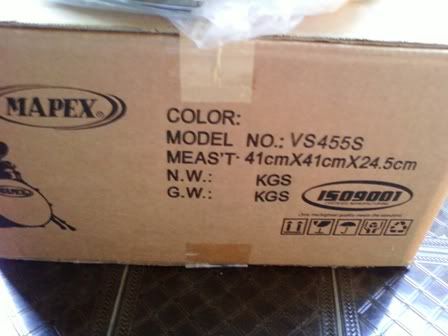 MAPEX®
COLOR:
MODEL NO.: VS455S
MEAS'T· 41cmX41cmX24.5cm
N.W.: KGS
G.W.: KGS
ISO9001